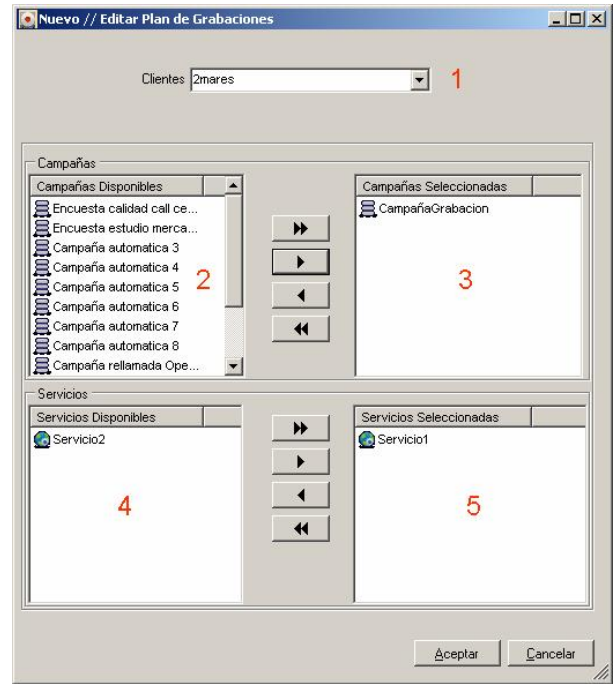 Nuevo // Editar Plan de Grabaciones
Clientes 2mares 1
Campañas
Campañas Disponibles
Encuesta calidad call ce...
Encuesta estudio merca...
Campaña automatica 3
Campaña automatica 4
Campaña automatica 5
Campaña automatica 6
Campaña automatica 7
Campaña automatica 8
Campaña rellamada Ope...
2
Campañas Seleccionadas
CampañaGrabacion
3
Servicios
Servicios Disponibles
Servicio2
4
Servicios Seleccionadas
Servicio1
5
Aceptar Cancelar